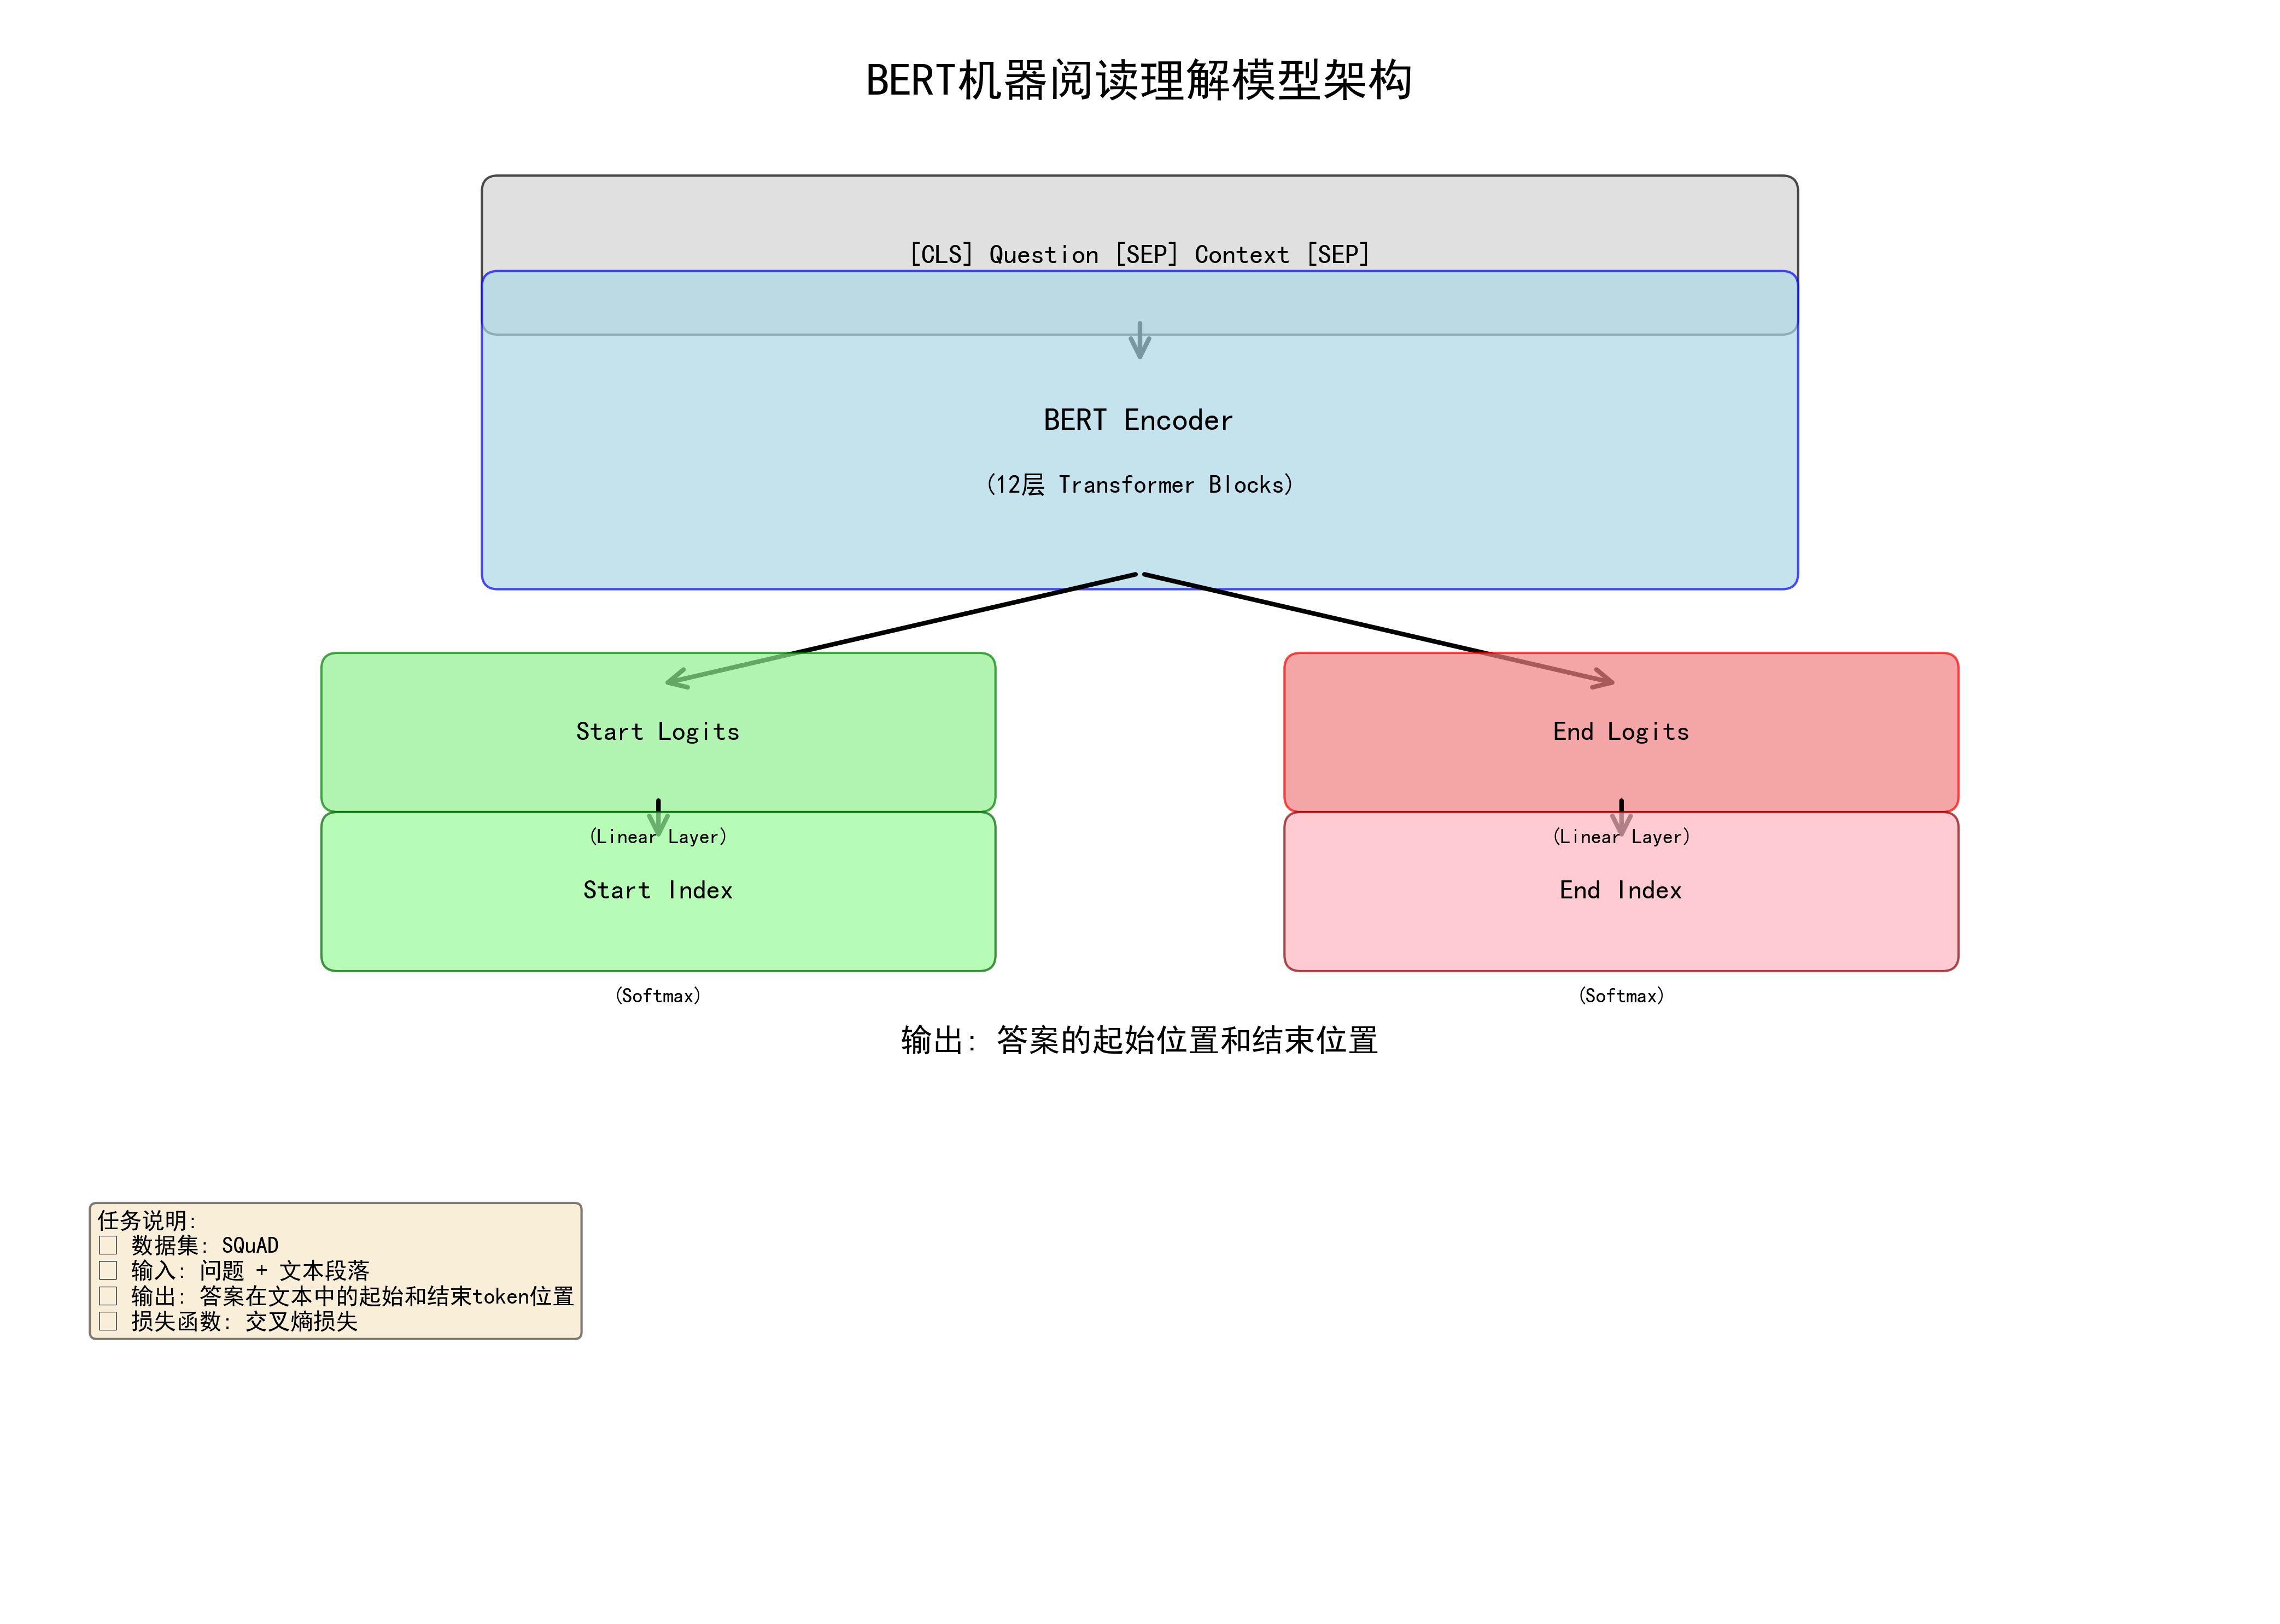 BERT机器阅读理解模型架构
[CLS] Question [SEP] Context [SEP]
BERT Encoder
(12层 Transformer Blocks)
Start Logits
End Logits
(Linear Layer)
(Linear Layer)
Start Index
End Index
(Softmax)
(Softmax)
输出: 答案的起始位置和结束位置
任务说明:
□ 数据集: SQuAD
□ 输入: 问题 + 文本段落
□ 输出: 答案在文本中的起始和结束token位置
□ 损失函数: 交叉熵损失